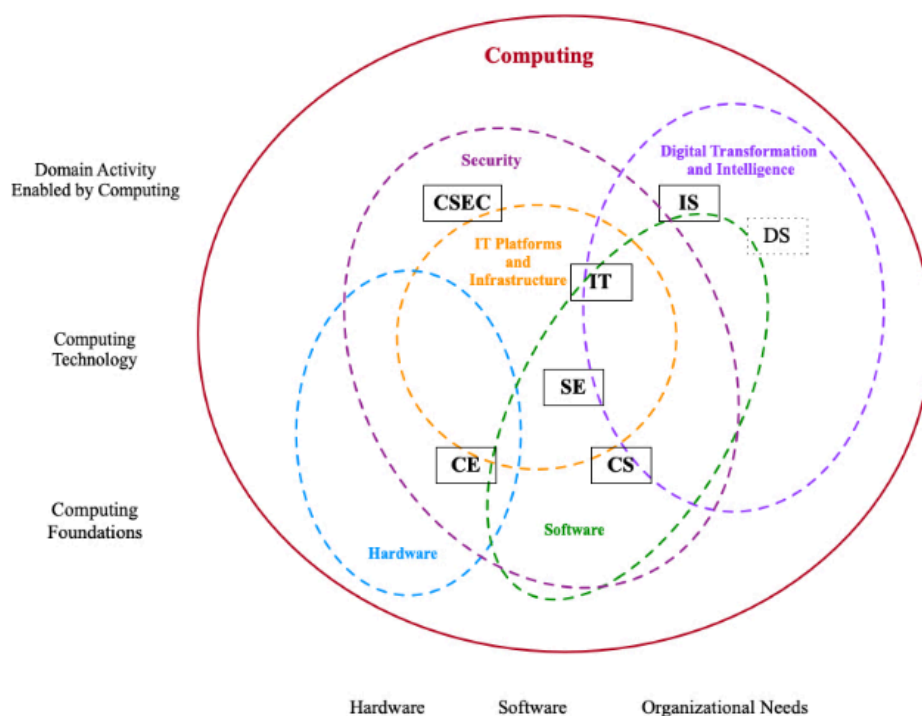 Computing
Domain Activity
Enabled by Computing
Security
Digital Transformation
and Intelligence
CSEC
IS
DS
IT Platforms
and
Infrastructure
IT
Computing
Technology
SE
CE
CS
Computing
Foundations
Software
Hardware
Hardware
Software
Organizational Needs